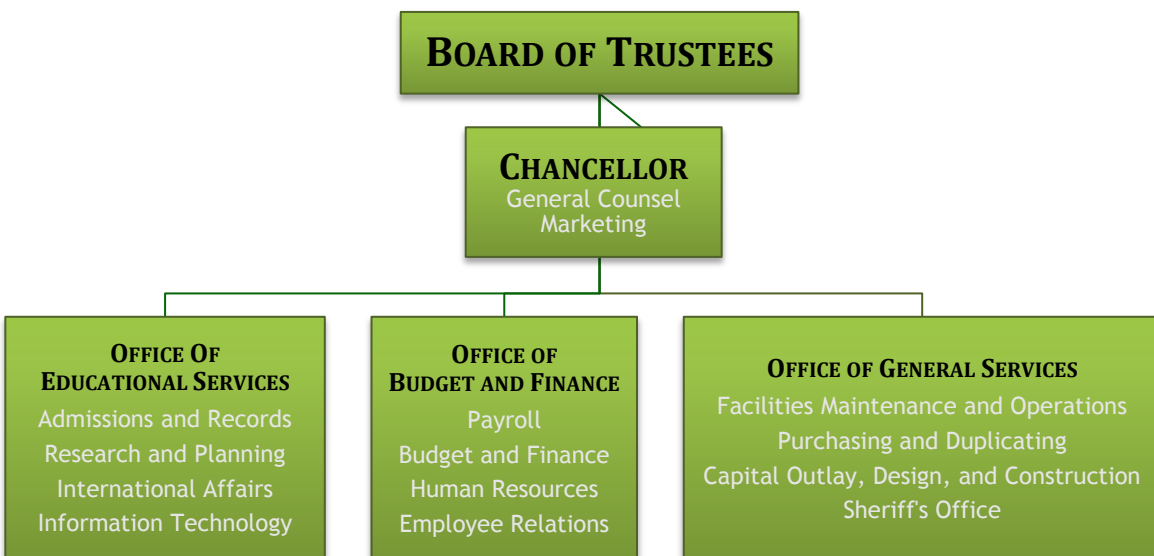 BOARD OF TRUSTEES
CHANCELLOR
General Counsel
Marketing
OFFICE OF
EDUCATIONAL SERVICES
Admissions and Records
Research and Planning
International Affairs
Information Technology
OFFICE OF
BUDGET AND FINANCE
Payroll
Budget and Finance
Human Resources
Employee Relations
OFFICE OF GENERAL SERVICES
Facilities Maintenance and Operations
Purchasing and Duplicating
Capital Outlay, Design, and Construction
Sheriff's Office